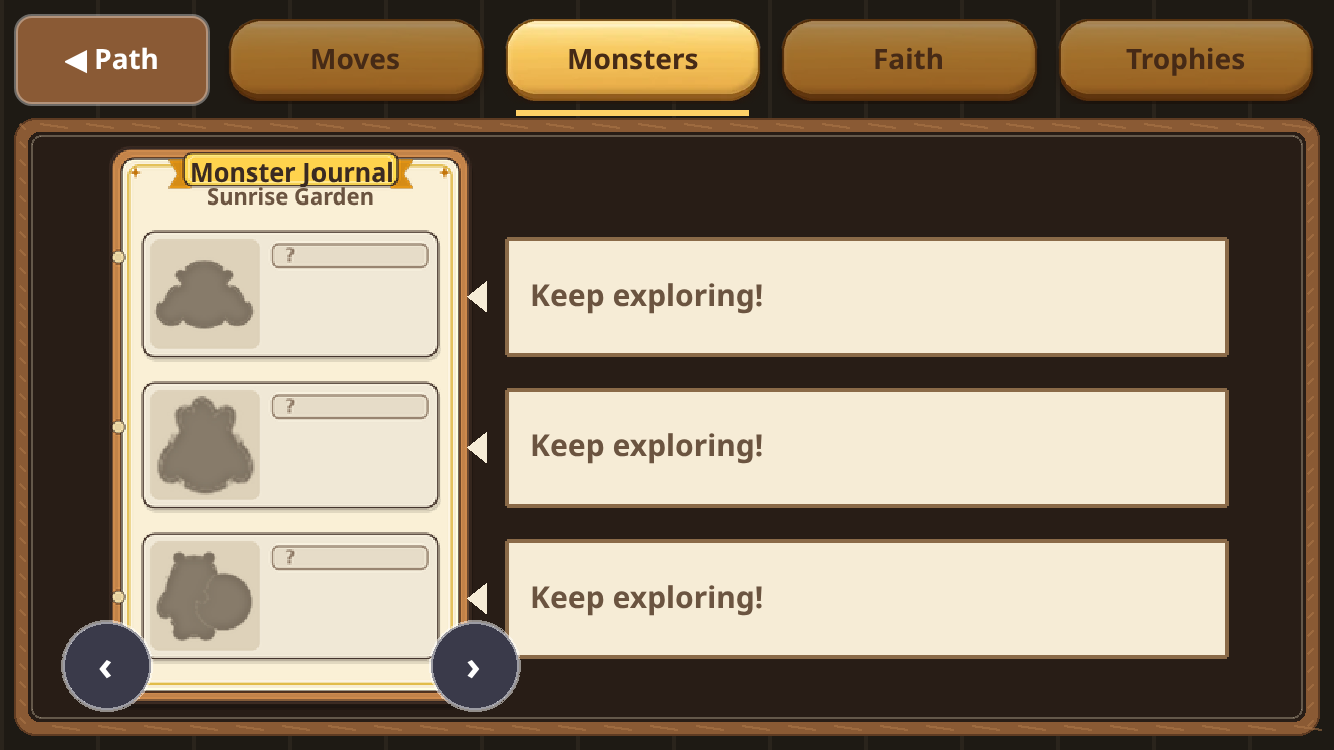 ◀ Path
Moves
Monsters
Faith
Trophies
Monster Journal
Sunrise Garden
?
Keep exploring!
?
Keep exploring!
?
Keep exploring!
‹
›